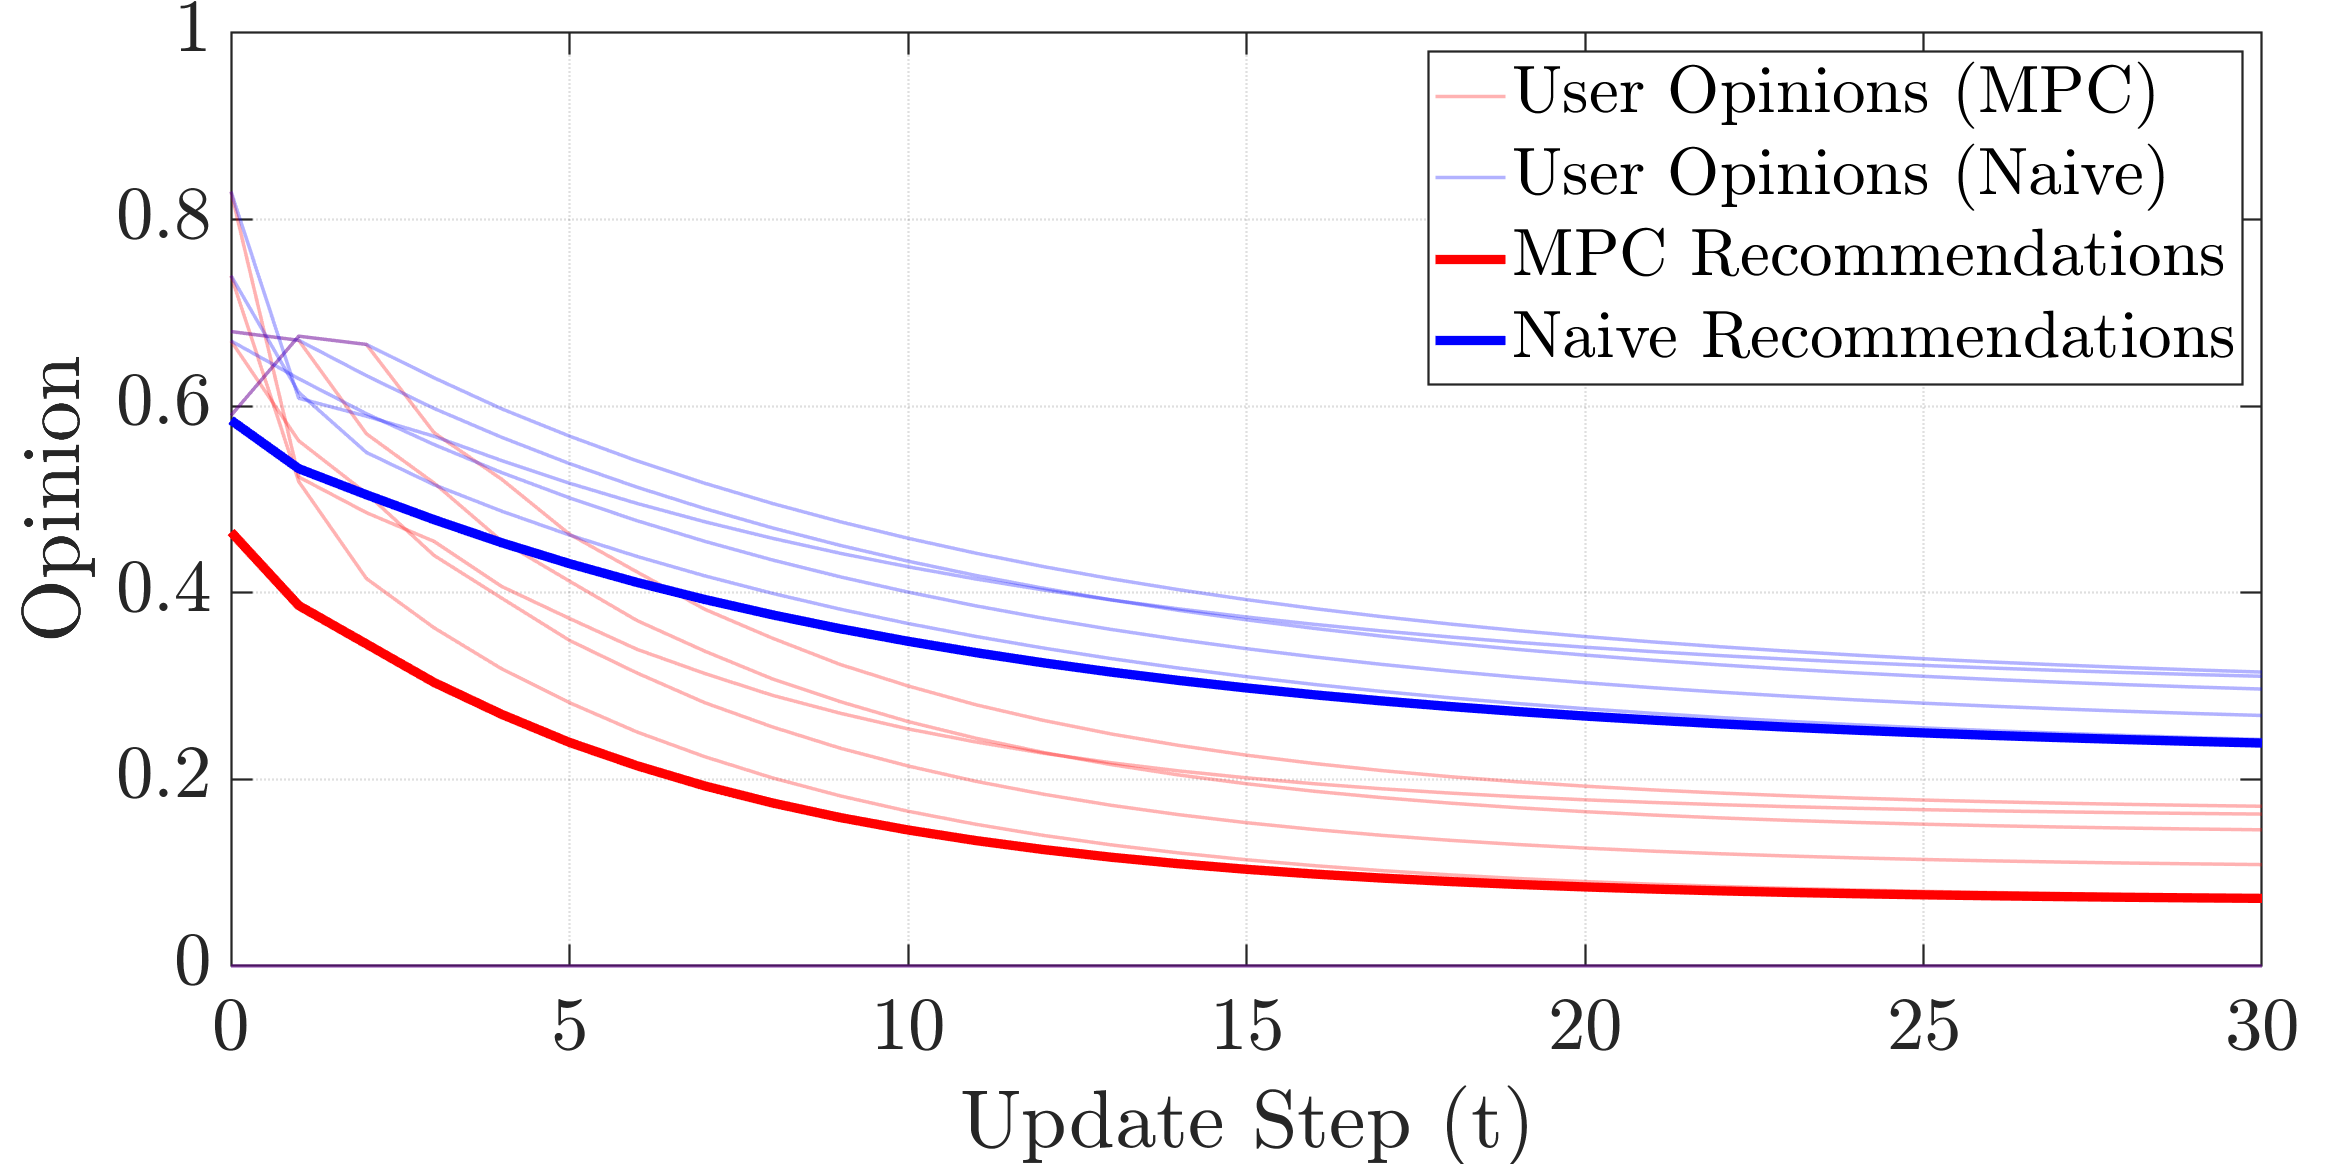 1
0.8
0.6
0.4
0.2
0
Opinion
0 5 10 15 20 25 30
Update Step (t)
User Opinions (MPC)
User Opinions (Naive)
MPC Recommendations
Naive Recommendations